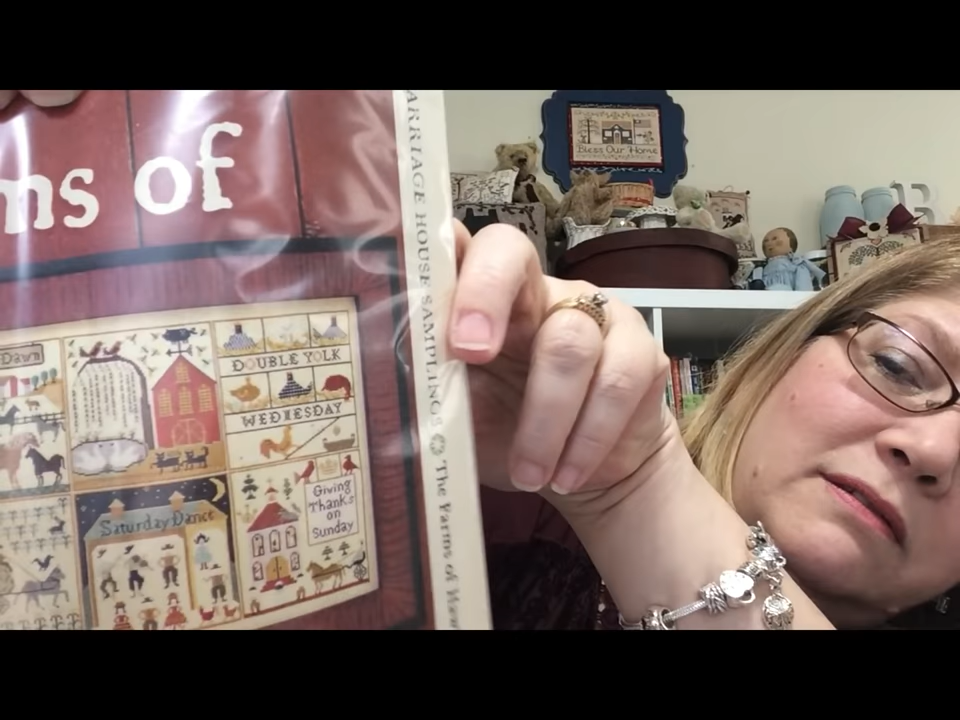 ms of
ARRIAGE HOUSE SAMPLINGS
The Farms of Haw
Dawn
DOUBLE YOLK
WEDNESDAY
Saturday Dance
Giving
Thanks
on
Sunday
Bless Our Home